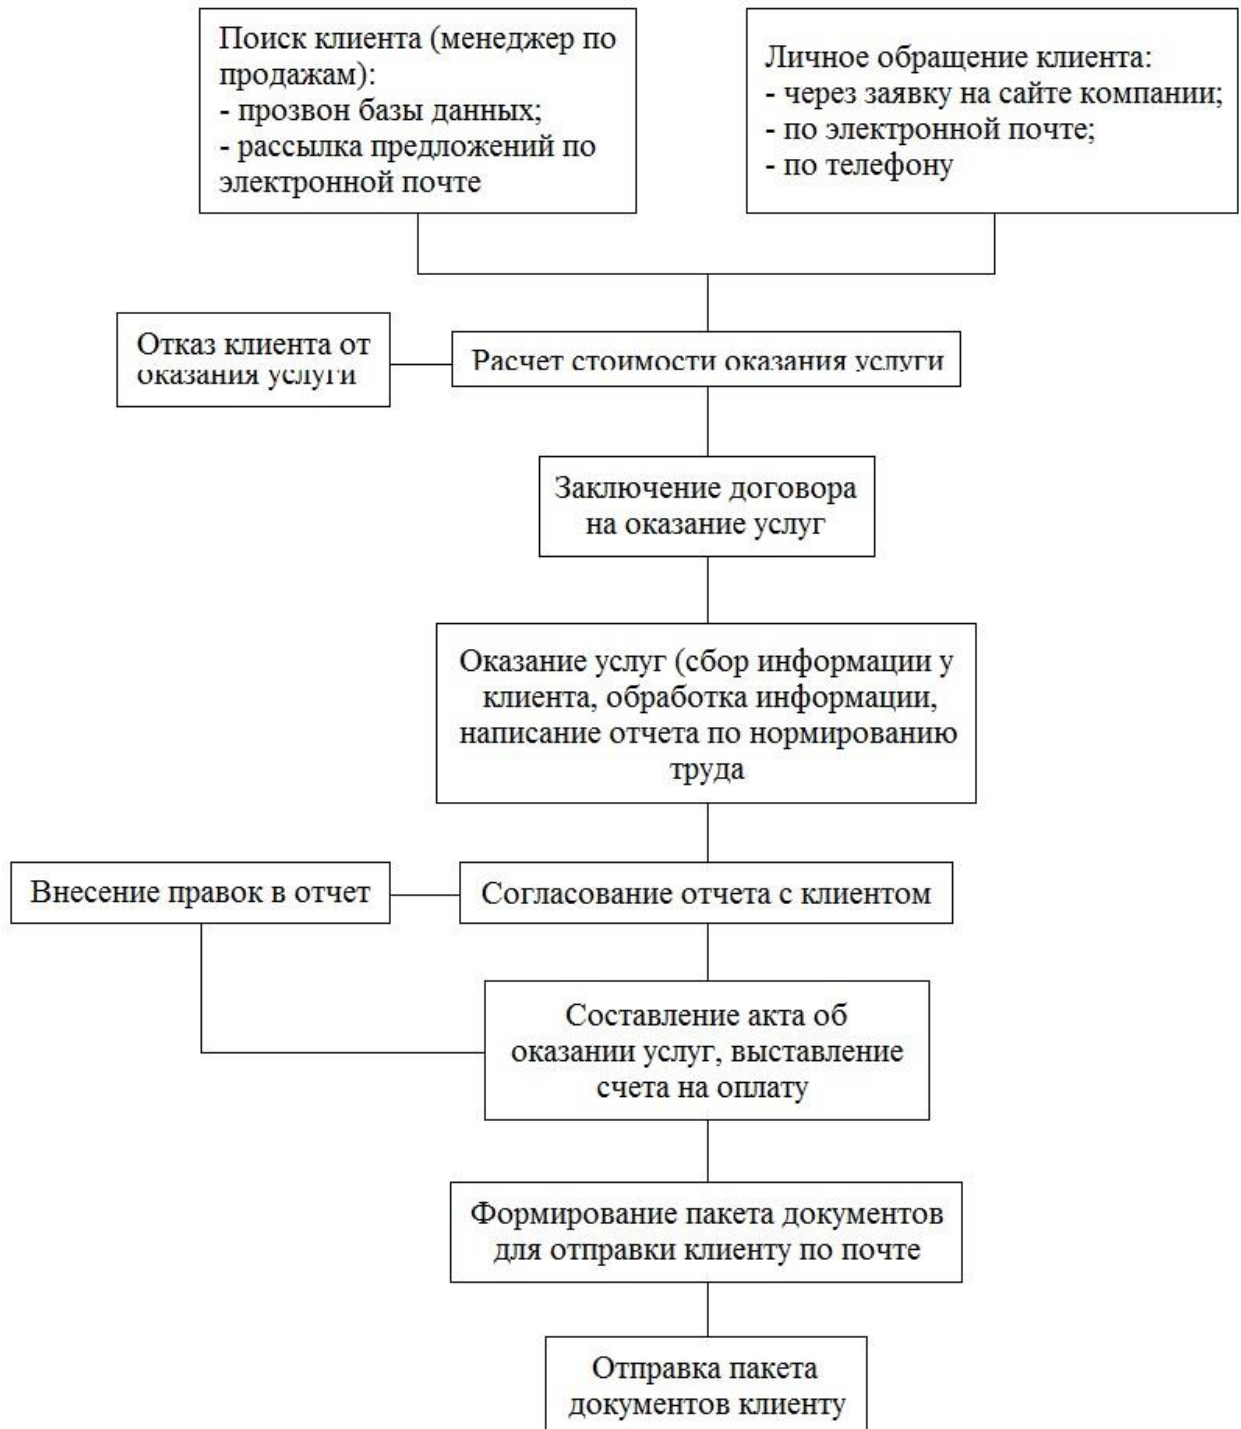 Поиск клиента (менеджер по
продажам):
- прозвон базы данных;
- рассылка предложений по
электронной почте
Личное обращение клиента:
- через заявку на сайте компании;
- по электронной почте;
- по телефону
Отказ клиента от
оказания услуги
Расчет стоимости оказания услуги
Заключение договора
на оказание услуг
Оказание услуг (сбор информации у
клиента, обработка информации,
написание отчета по нормированию
труда
Внесение правок в отчет
Согласование отчета с клиентом
Составление акта об
оказании услуг, выставление
счета на оплату
Формирование пакета документов
для отправки клиенту по почте
Отправка пакета
документов клиенту